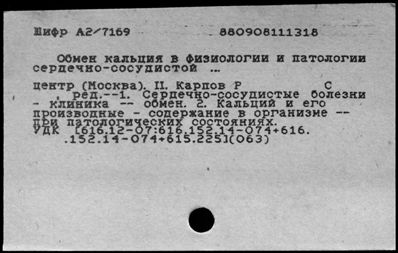 Шифр А2/7169 880908111318
Обмен кальция в физиологии и патологии
сердечно-сосудистой ...
центр (Москва). II. Карпов Р С
, ред.--1. Сердечно-сосудистые болезни
- клиника -- обмен. 2. Кальций и его
производные - содержание в организме --
при патологических состояниях.
УДК [616.12-07:616.152.14-074+616.
.152.14-074+615.225](063)